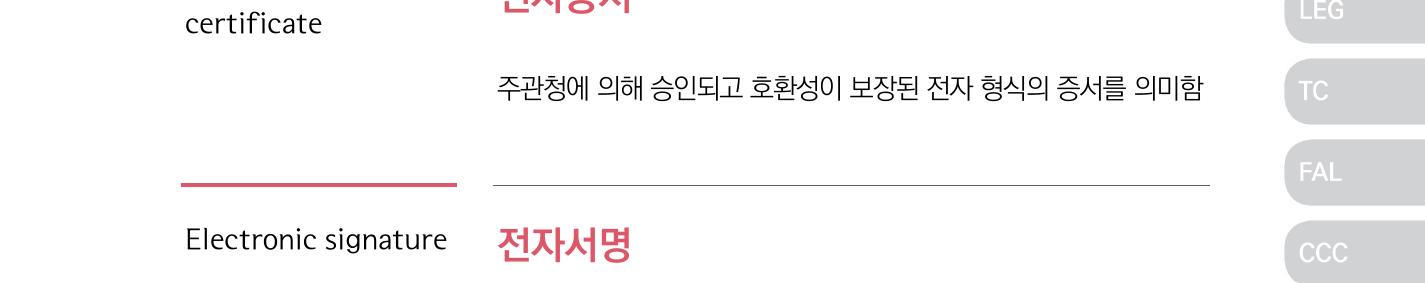 certificate
주관청에 의해 승인되고 호환성이 보장된 전자 형식의 증서를 의미함
Electronic signature
전자서명
LEG
TC
FAL
CCC